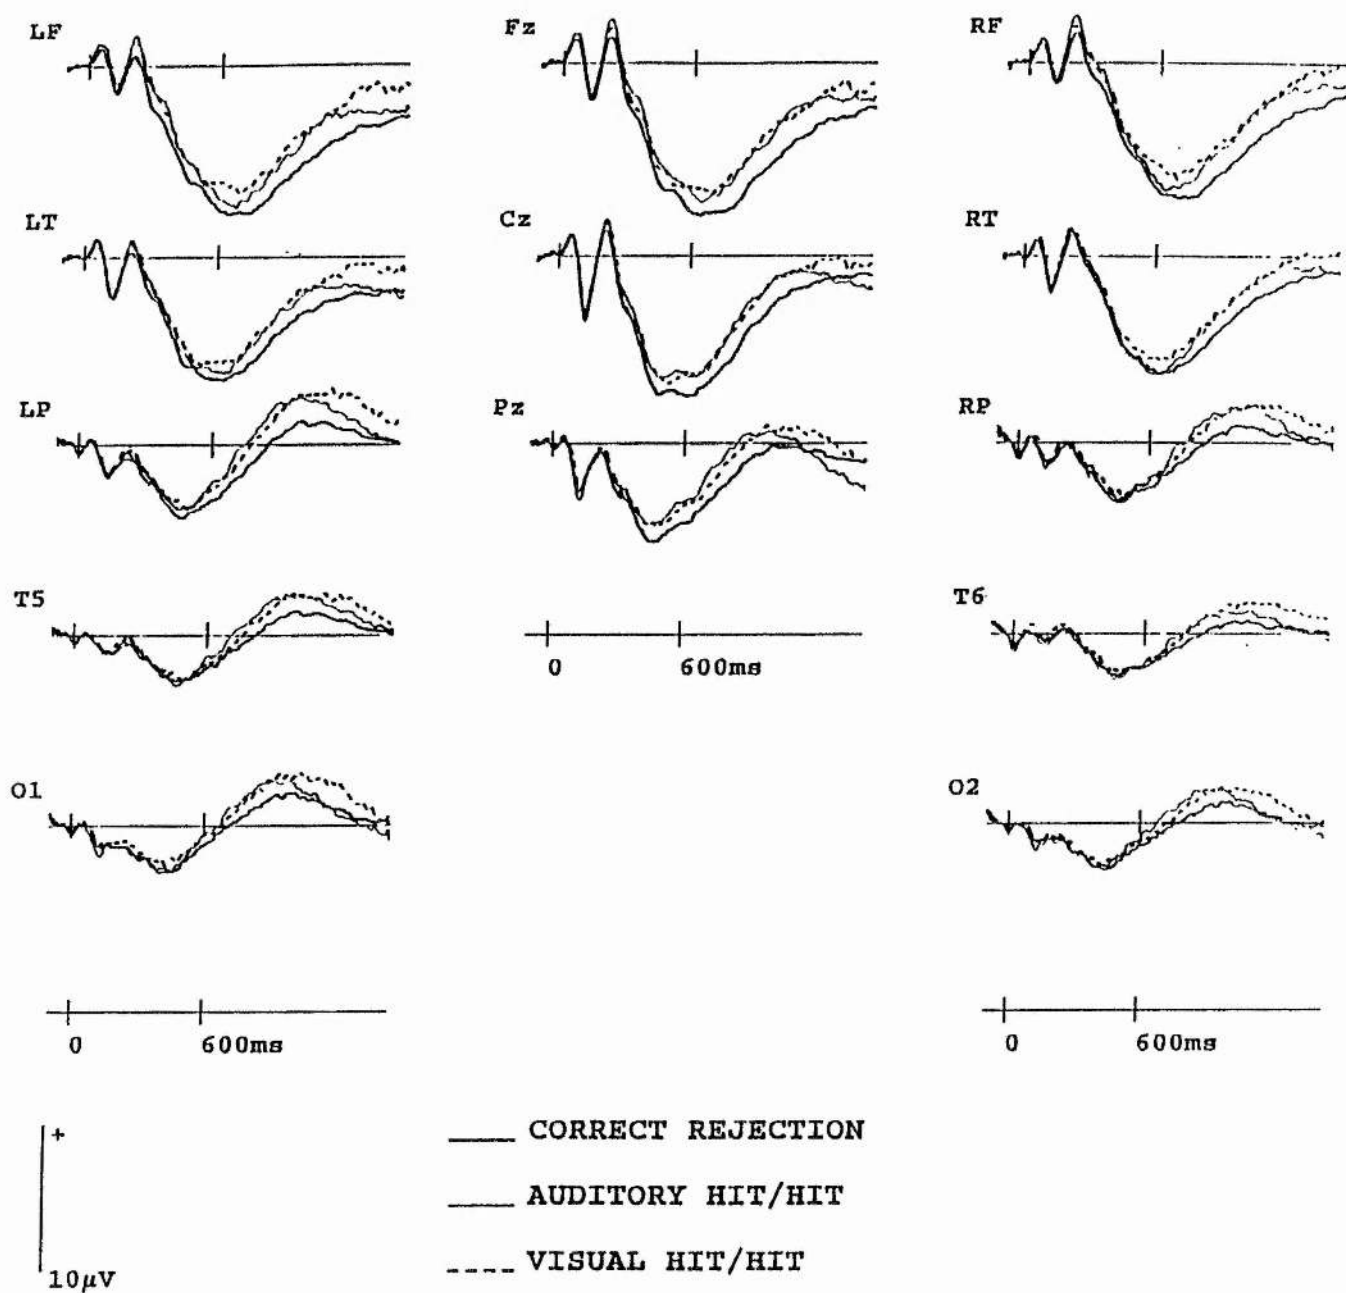 LF Fz RF
LT Cz RT
LP Pz RP
T5 T6
0 600ms
O1 O2
0 600ms 0 600ms
+
CORRECT REJECTION
AUDITORY HIT/HIT
VISUAL HIT/HIT
10µV